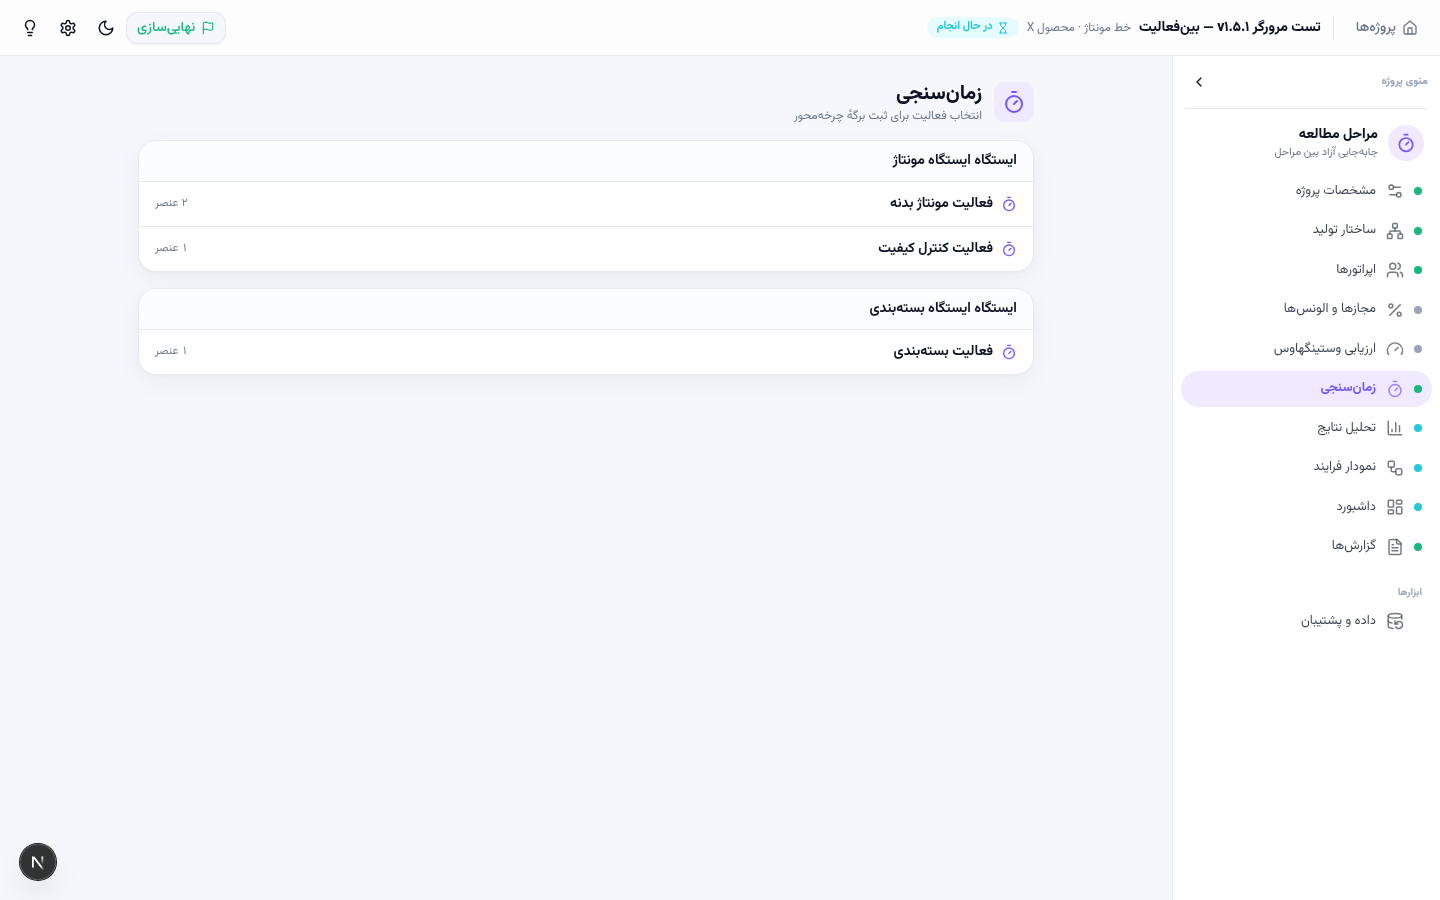 پروژه‌ها
تست مرورگر v۱.۵.۱ — بین‌فعالیت
خط مونتاژ · محصول X
در حال انجام
نهایی‌سازی
منوی پروژه
مراحل مطالعه
جابه‌جایی آزاد بین مراحل
مشخصات پروژه
ساختار تولید
اپراتورها
مجازها و الونس‌ها
ارزیابی وستینگهاوس
زمان‌سنجی
تحلیل نتایج
نمودار فرایند
داشبورد
گزارش‌ها
ابزارها
داده و پشتیبان
زمان‌سنجی
انتخاب فعالیت برای ثبت برگهٔ چرخه‌محور
ایستگاه ایستگاه مونتاژ
فعالیت مونتاژ بدنه
۲ عنصر
فعالیت کنترل کیفیت
۱ عنصر
ایستگاه ایستگاه بسته‌بندی
فعالیت بسته‌بندی
۱ عنصر
N